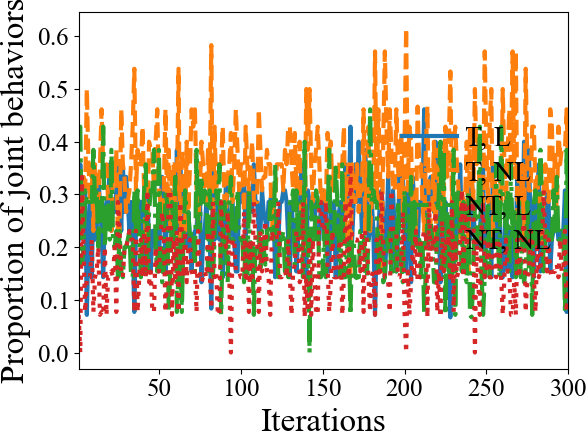 Proportion of joint behaviors
0.6
0.5
0.4
0.3
0.2
0.1
0.0
T, L
T, NL
NT, L
NT, NL
50
100
150
200
250
300
Iterations